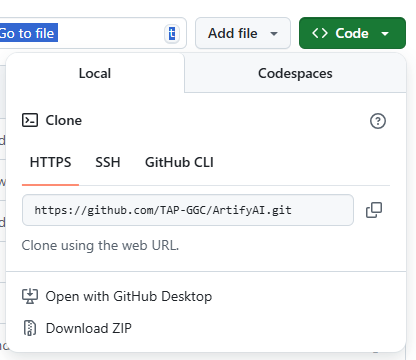 Go to file t Add file <> Code
Local Codespaces
Clone
HTTPS SSH GitHub CLI
https://github.com/TAP-GGC/ArtifyAI.git
Clone using the web URL.
Open with GitHub Desktop
Download ZIP